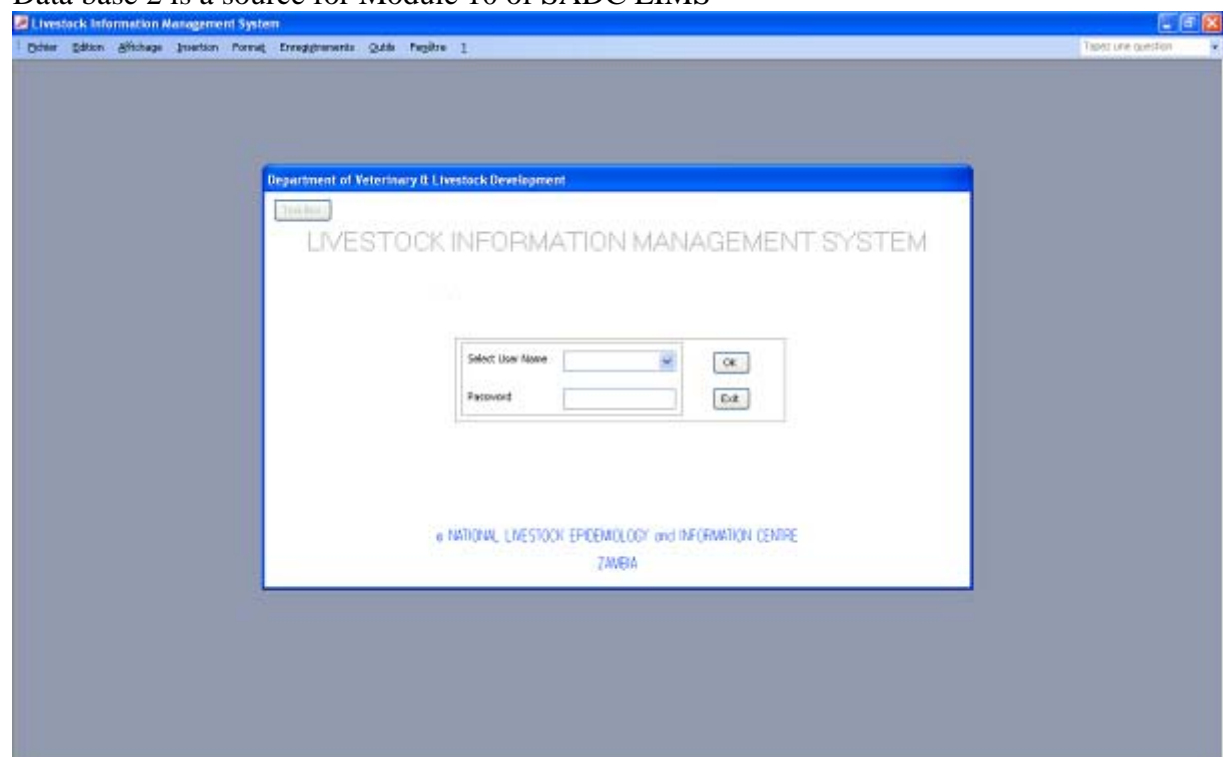 Data base 2 is a source for Module 10 of SADC LIMS
Livestock Information Management System
Fichier Edition Affichage Insertion Format Enregistrements Outils Fenêtre ?
Tapez une question
Department of Veterinary & Livestock Development
LIVESTOCK INFORMATION MANAGEMENT SYSTEM
Select User Name
OK
Password
Exit
NATIONAL LIVESTOCK EPIDEMIOLOGY and INFORMATION CENTRE
ZAMBIA